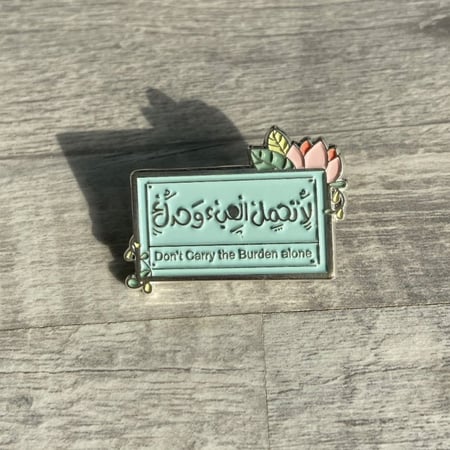 لا تحمل العبء وحدك
Don't Carry the Burden alone